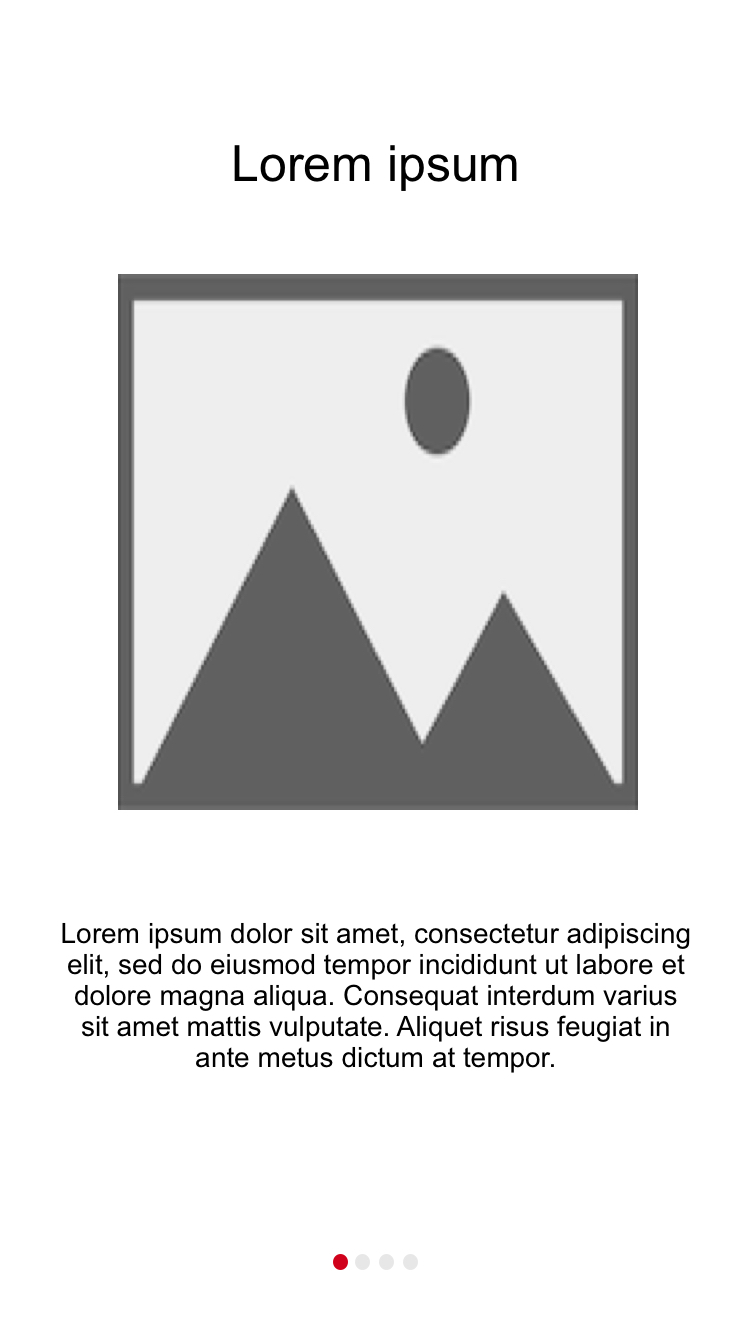 Lorem ipsum
Lorem ipsum dolor sit amet, consectetur adipiscing
elit, sed do eiusmod tempor incididunt ut labore et
dolore magna aliqua. Consequat interdum varius
sit amet mattis vulputate. Aliquet risus feugiat in
ante metus dictum at tempor.